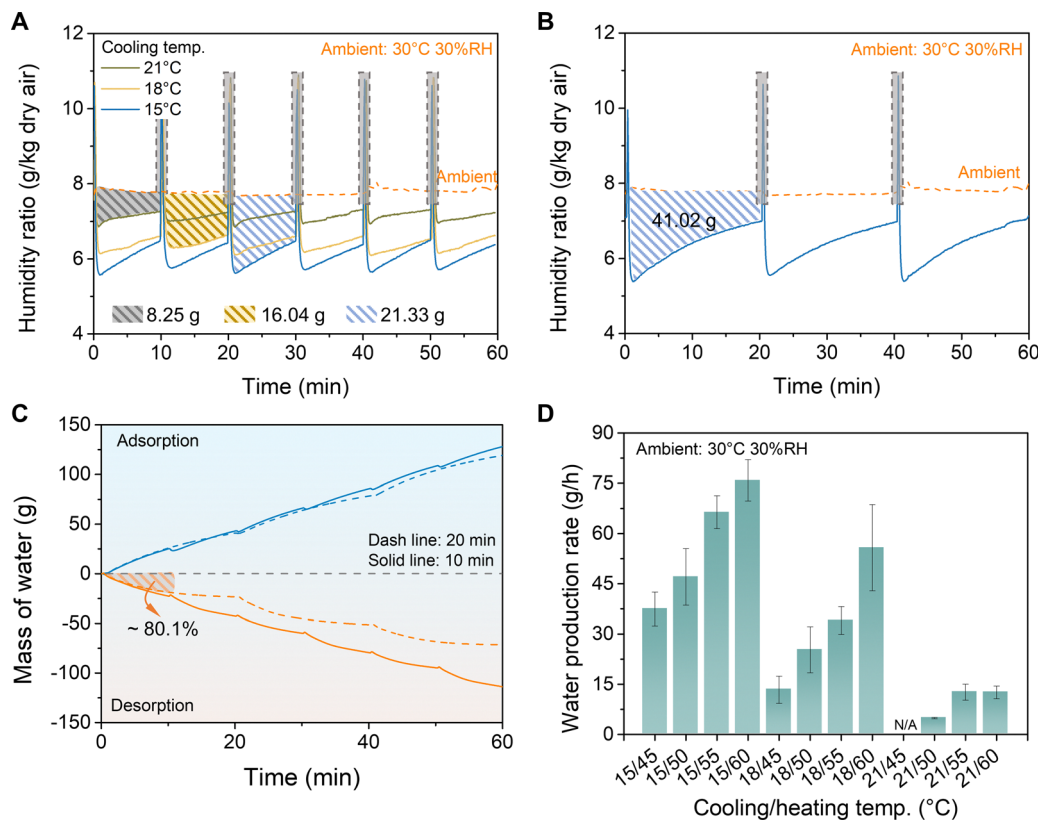 A
Cooling temp.
21°C
18°C
15°C
Ambient: 30°C 30%RH
Ambient
8.25 g
16.04 g
21.33 g
12
10
8
6
4
0
10
20
30
40
50
60
Humidity ratio (g/kg dry air)
Time (min)
B
Ambient: 30°C 30%RH
Ambient
41.02 g
12
10
8
6
4
0
10
20
30
40
50
60
Humidity ratio (g/kg dry air)
Time (min)
C
Adsorption
Dash line: 20 min
Solid line: 10 min
~ 80.1%
Desorption
150
100
50
0
-50
-100
-150
0
20
40
60
Mass of water (g)
Time (min)
D
Ambient: 30°C 30%RH
N/A
90
75
60
45
30
15
0
15/45
15/50
15/55
15/60
18/45
18/50
18/55
18/60
21/45
21/50
21/55
21/60
Water production rate (g/h)
Cooling/heating temp. (°C)